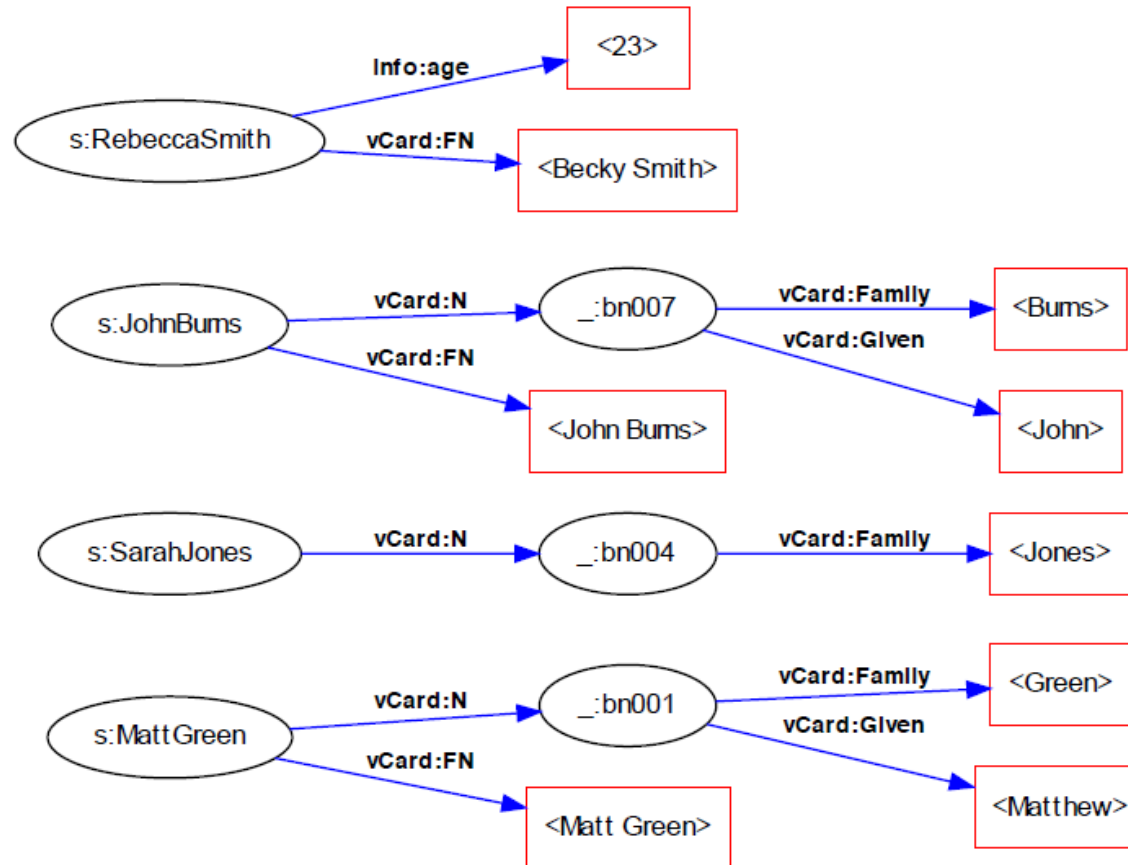 Info:age
<23>
s:RebeccaSmith
vCard:FN
<Becky Smith>
vCard:N
vCard:Family
<Burns>
s:JohnBurns
_:bn007
vCard:FN
vCard:Given
<John Burns>
<John>
s:SarahJones
vCard:N
_:bn004
vCard:Family
<Jones>
vCard:Family
<Green>
vCard:N
_:bn001
s:MattGreen
vCard:Given
vCard:FN
<Matthew>
<Matt Green>